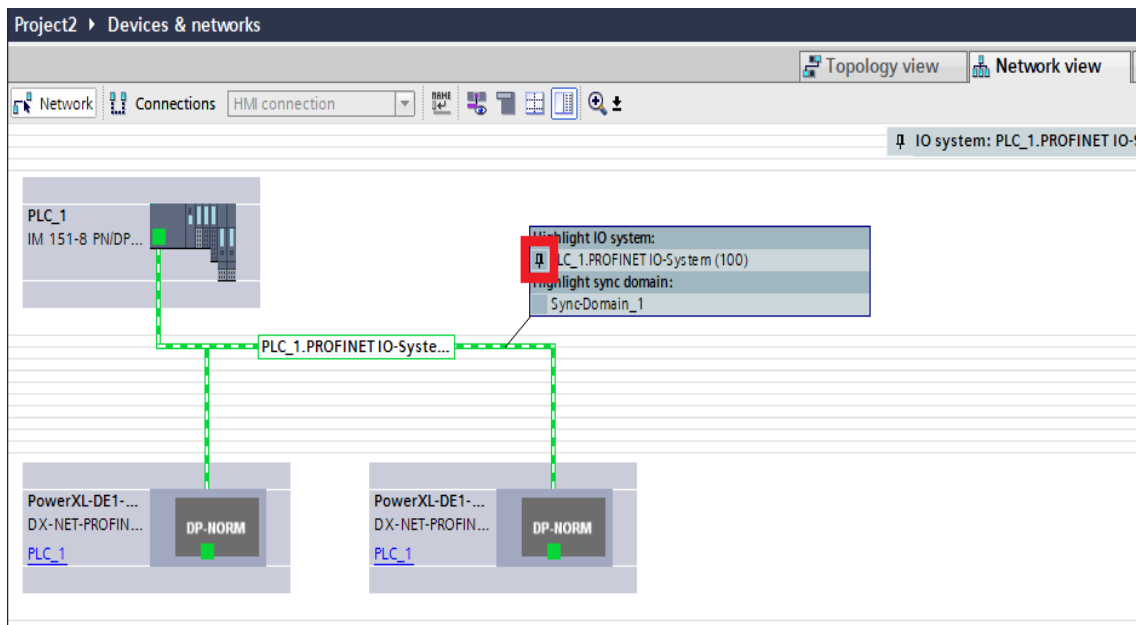 Project2 ▸ Devices & networks
Topology view
Network view
Network
Connections
HMI connection
NAME
IO system: PLC_1.PROFINET IO-
PLC_1
IM 151-8 PN/DP...
Highlight IO system:
LC_1.PROFINET IO-System (100)
Highlight sync domain:
Sync-Domain_1
PLC_1.PROFINET IO-Syste...
PowerXL-DE1-...
DX-NET-PROFIN...
PLC_1
DP-NORM
PowerXL-DE1-...
DX-NET-PROFIN...
PLC_1
DP-NORM